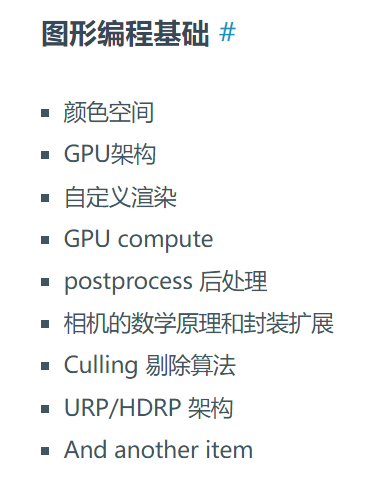 图形编程基础 #
颜色空间
GPU架构
自定义渲染
GPU compute
postprocess 后处理
相机的数学原理和封装扩展
Culling 剔除算法
URP/HDRP 架构
And another item